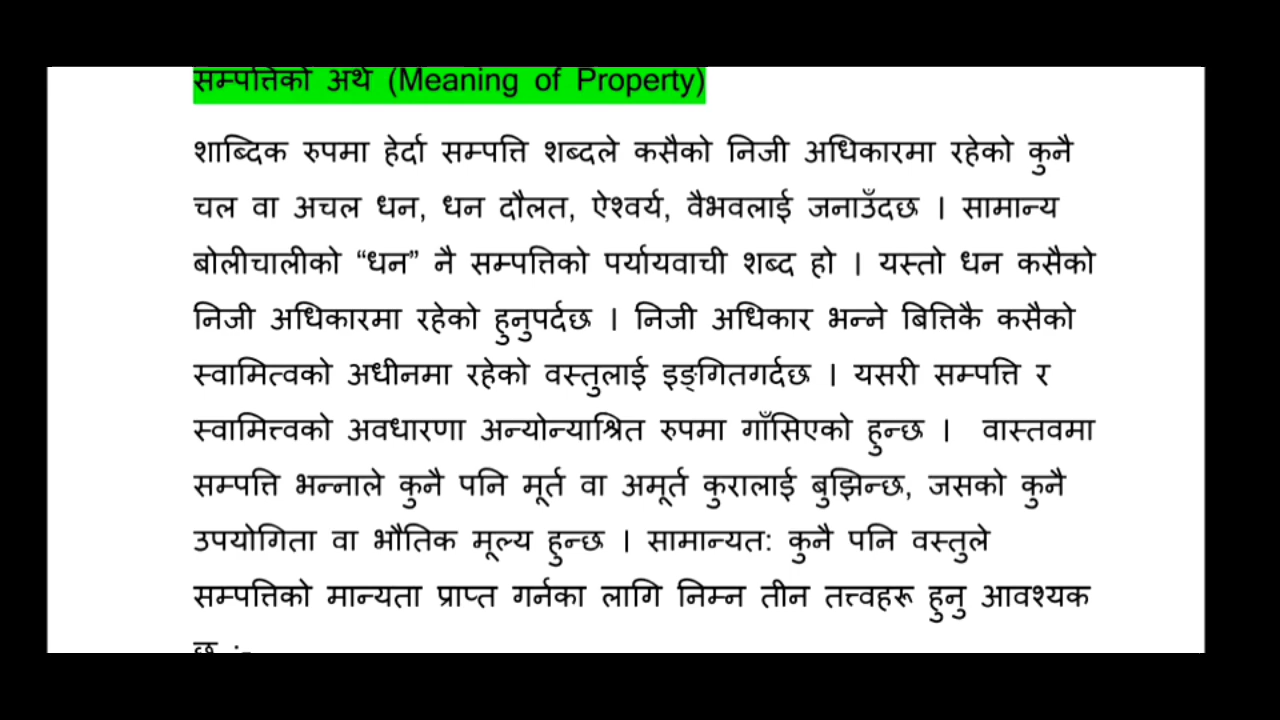 सम्पत्तिको अर्थ (Meaning of Property)
शाब्दिक रुपमा हेर्दा सम्पत्ति शब्दले कसैको निजी अधिकारमा रहेको कुनै
चल वा अचल धन, धन दौलत, ऐश्वर्य, वैभवलाई जनाउँदछ । सामान्य
बोलीचालीको “धन” नै सम्पत्तिको पर्यायवाची शब्द हो । यस्तो धन कसैको
निजी अधिकारमा रहेको हुनुपर्दछ । निजी अधिकार भन्ने बित्तिकै कसैको
स्वामित्वको अधीनमा रहेको वस्तुलाई इङ्गितगर्दछ । यसरी सम्पत्ति र
स्वामित्त्वको अवधारणा अन्योन्याश्रित रुपमा गाँसिएको हुन्छ । वास्तवमा
सम्पत्ति भन्नाले कुनै पनि मूर्त वा अमूर्त कुरालाई बुझिन्छ, जसको कुनै
उपयोगिता वा भौतिक मूल्य हुन्छ । सामान्यत: कुनै पनि वस्तुले
सम्पत्तिको मान्यता प्राप्त गर्नका लागि निम्न तीन तत्त्वहरू हुनु आवश्यक
छ :-